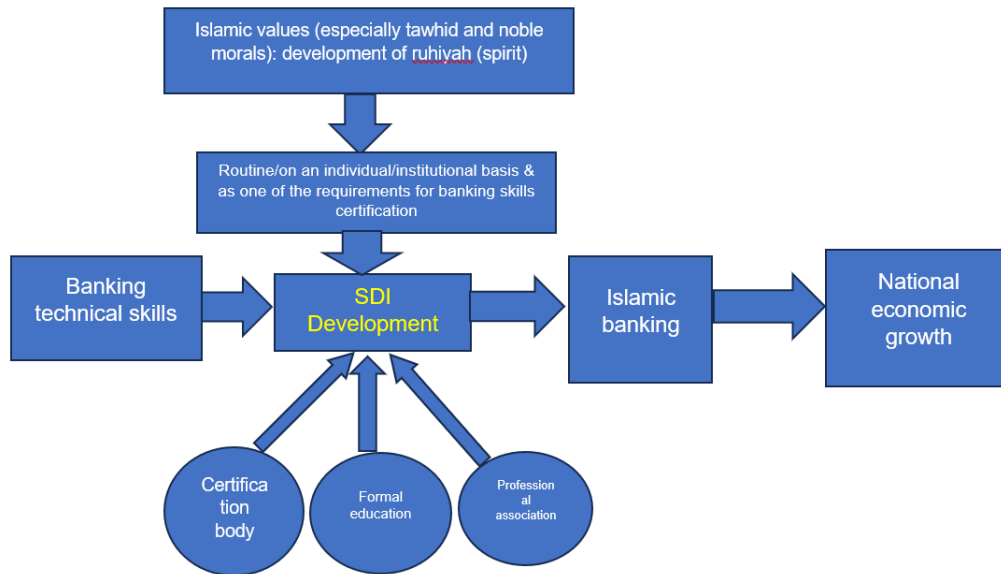 Islamic values (especially tawhid and noble
morals): development of ruhiyah (spirit)
Routine/on an individual/institutional basis &
as one of the requirements for banking skills
certification
Banking
technical skills
SDI
Development
Islamic
banking
National
economic
growth
Certifica
tion
body
Formal
education
Profession
al
association